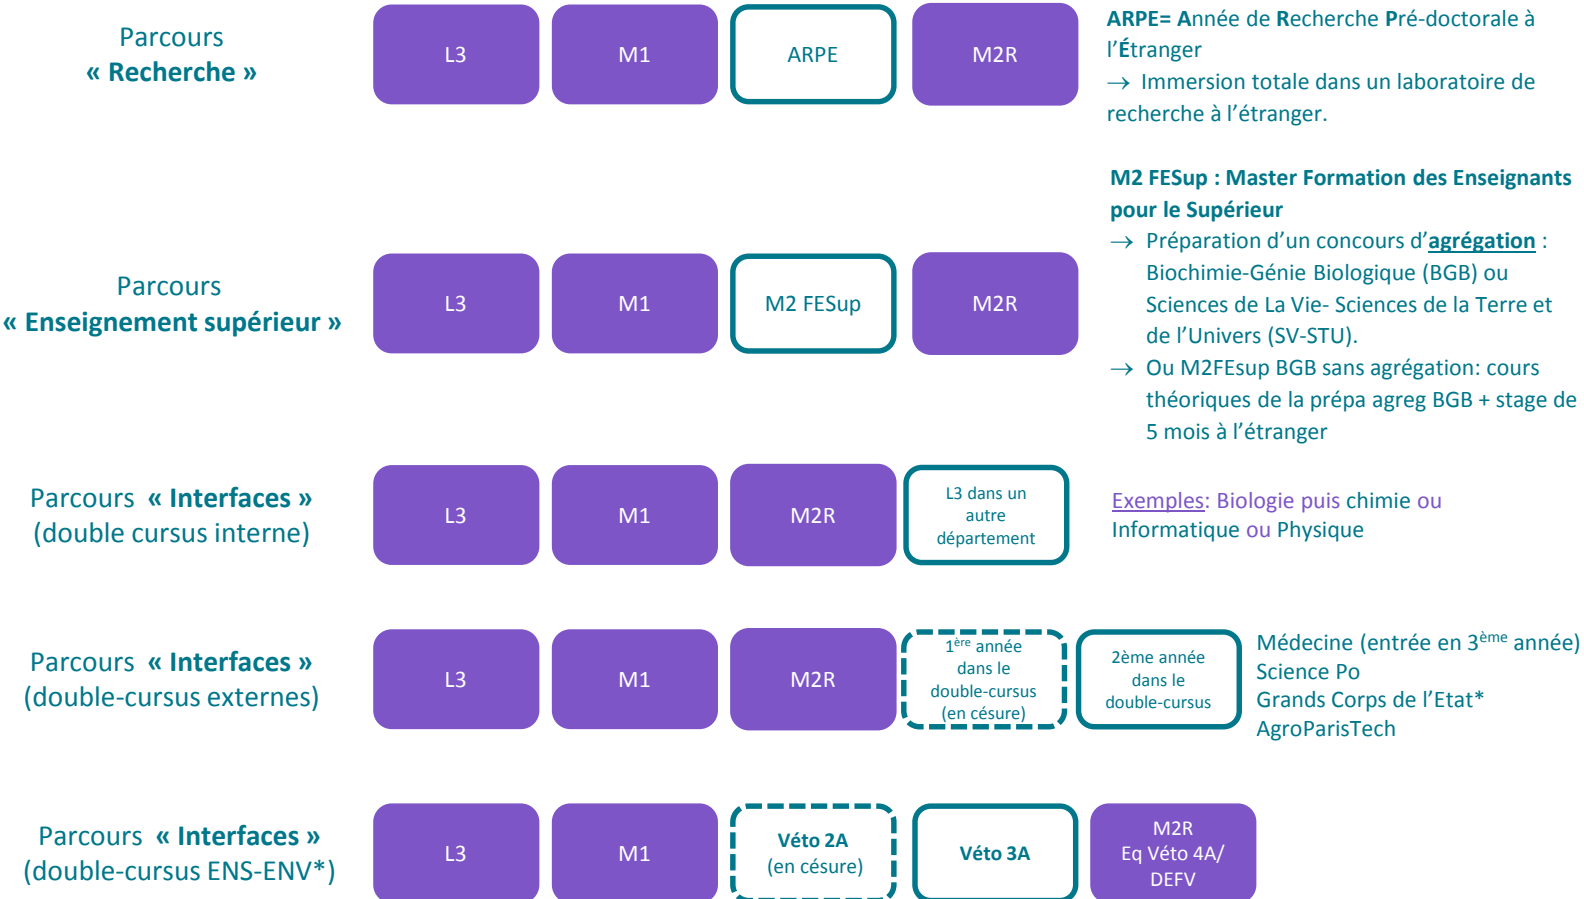 Parcours
« Recherche »
L3
M1
ARPE
M2R
ARPE= Année de Recherche Pré-doctorale à
l’Étranger
→ Immersion totale dans un laboratoire de
recherche à l’étranger.
Parcours
« Enseignement supérieur »
L3
M1
M2 FESup
M2R
M2 FESup : Master Formation des Enseignants
pour le Supérieur
→ Préparation d’un concours d’agrégation :
Biochimie-Génie Biologique (BGB) ou
Sciences de La Vie- Sciences de la Terre et
de l’Univers (SV-STU).
→ Ou M2FEsup BGB sans agrégation: cours
théoriques de la prépa agreg BGB + stage de
5 mois à l’étranger
Parcours « Interfaces »
(double cursus interne)
L3
M1
M2R
L3 dans un
autre
département
Exemples: Biologie puis chimie ou
Informatique ou Physique
Parcours « Interfaces »
(double-cursus externes)
L3
M1
M2R
1ère année
dans le
double-cursus
(en césure)
2ème année
dans le
double-cursus
Médecine (entrée en 3ème année)
Science Po
Grands Corps de l’Etat*
AgroParisTech
Parcours « Interfaces »
(double-cursus ENS-ENV*)
L3
M1
Véto 2A
(en césure)
Véto 3A
M2R
Eq Véto 4A/
DEFV